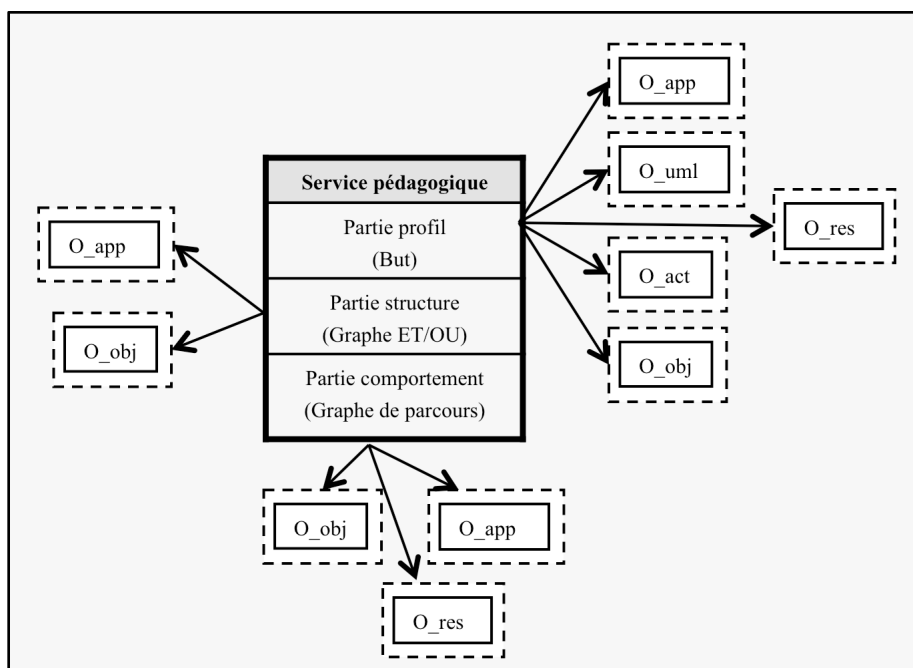 O_app
O_uml
Service pédagogique
Partie profil
(But)
O_res
O_app
O_act
Partie structure
(Graphe ET/OU)
O_obj
O_obj
Partie comportement
(Graphe de parcours)
O_obj
O_app
O_res